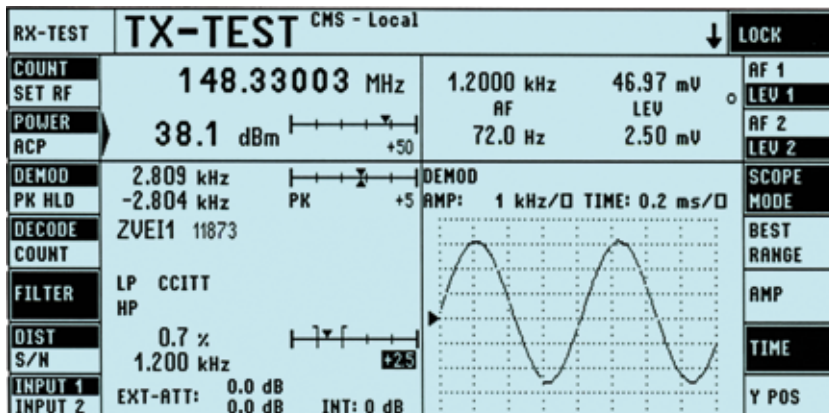 RX-TEST
TX-TEST CMS - Local
LOCK
COUNT
SET RF
148.33003 MHz
1.2000 kHz 46.97 mV
AF LEV
72.0 Hz 2.50 mV
AF 1
LEV 1
AF 2
LEV 2
POWER
ACP
38.1 dBm
+50
DEMOD
PK HLD
2.809 kHz
-2.804 kHz PK +5
DEMOD
AMP: 1 kHz/□ TIME: 0.2 ms/□
SCOPE
MODE
DECODE
COUNT
ZVEI1 11873
BEST
RANGE
FILTER
LP CCITT
HP
AMP
DIST
S/N
0.7 %
1.200 kHz
+2.5
TIME
INPUT 1
INPUT 2
EXT-ATT: 0.0 dB
0.0 dB INT: 0 dB
Y POS